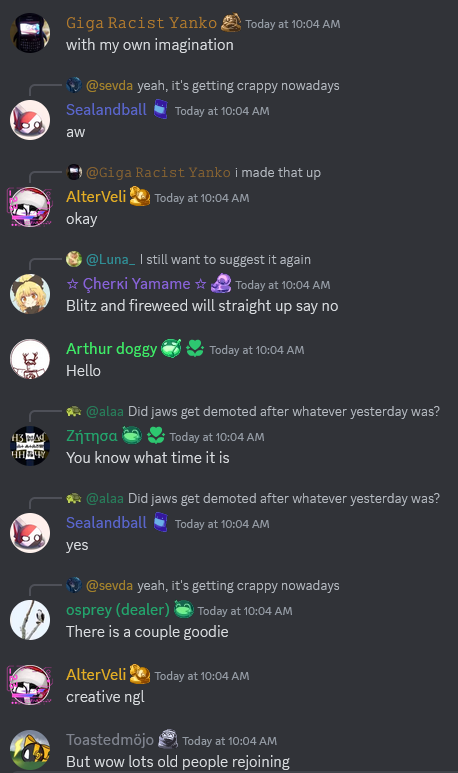 Giga Racist Yanko Today at 10:04 AM
with my own imagination
@sevda yeah, it's getting crappy nowadays
Sealandball Today at 10:04 AM
aw
@Giga Racist Yanko i made that up
AlterVeli Today at 10:04 AM
okay
@Luna_ I still want to suggest it again
☆ Çherκi Yamame ☆ Today at 10:04 AM
Blitz and fireweed will straight up say no
Arthur doggy Today at 10:04 AM
Hello
@alaa Did jaws get demoted after whatever yesterday was?
Ζήτησα Today at 10:04 AM
You know what time it is
@alaa Did jaws get demoted after whatever yesterday was?
Sealandball Today at 10:04 AM
yes
@sevda yeah, it's getting crappy nowadays
osprey (dealer) Today at 10:04 AM
There is a couple goodie
AlterVeli Today at 10:04 AM
creative ngl
Toastedmöjo Today at 10:04 AM
But wow lots old people rejoining